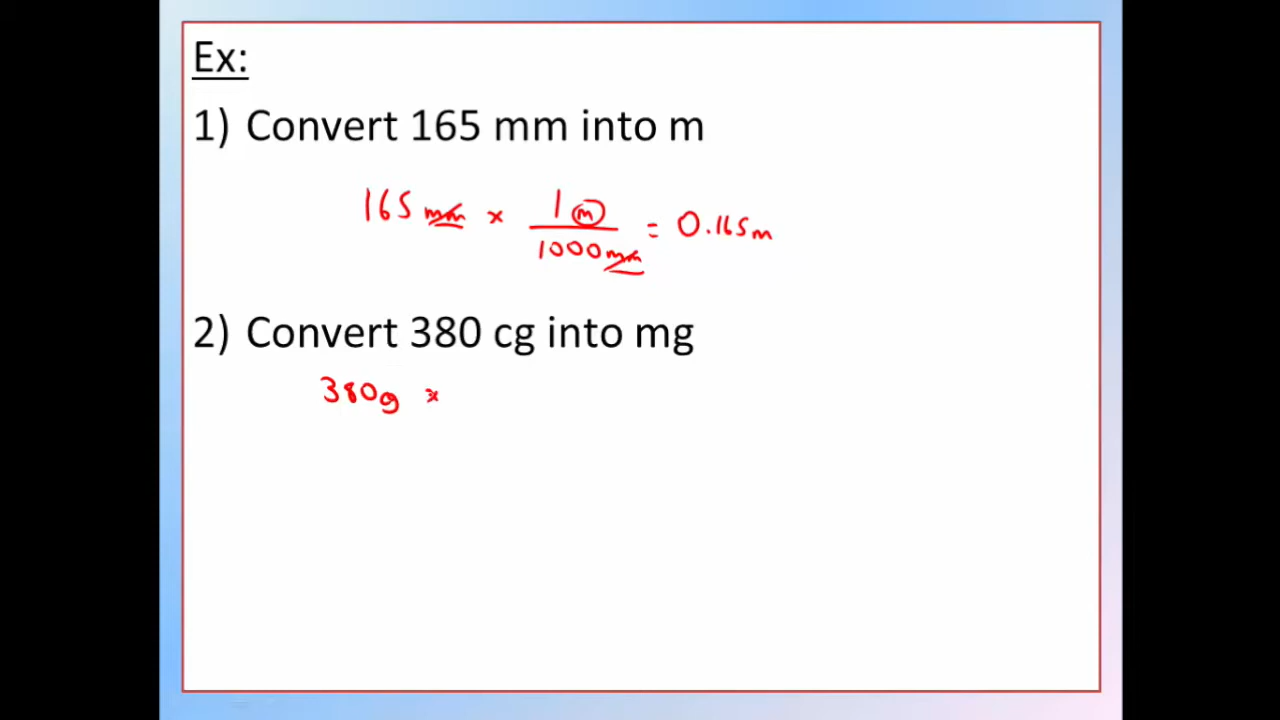 Ex:
1) Convert 165 mm into m
165 mm × 1 m / 1000 mm = 0.165 m
2) Convert 380 cg into mg
380g ×